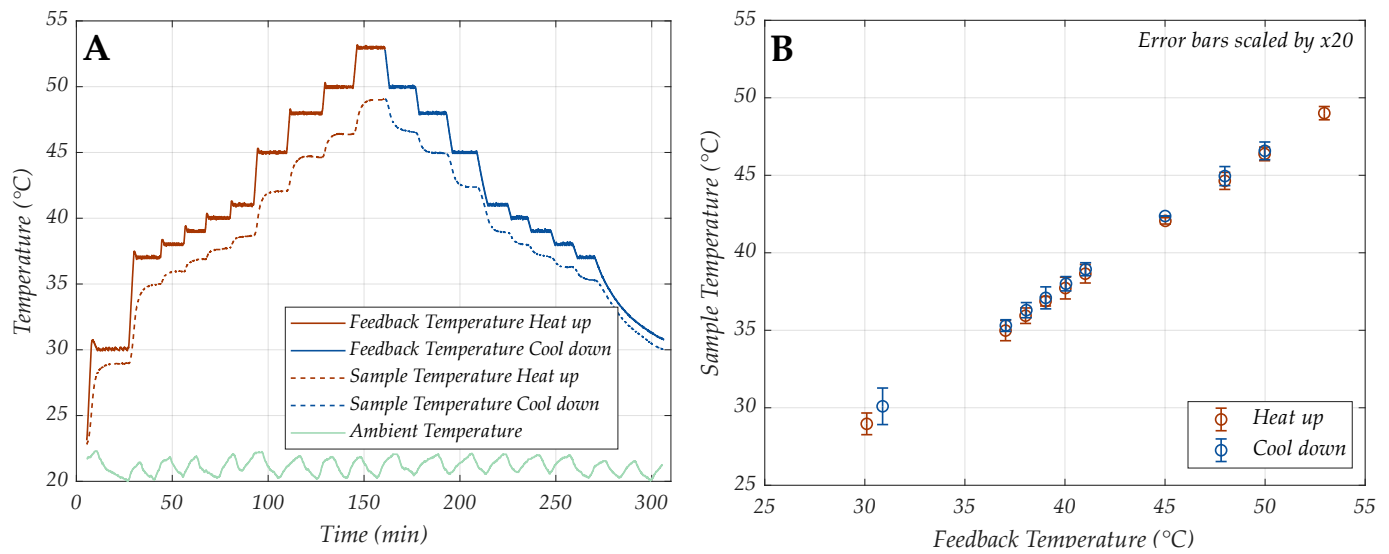 A
55
50
45
40
35
30
25
20
0
50
100
150
200
250
300
Temperature (°C)
Time (min)
Feedback Temperature Heat up
Feedback Temperature Cool down
Sample Temperature Heat up
Sample Temperature Cool down
Ambient Temperature
B
Error bars scaled by x20
55
50
45
40
35
30
25
25
30
35
40
45
50
55
Sample Temperature (°C)
Feedback Temperature (°C)
Heat up
Cool down